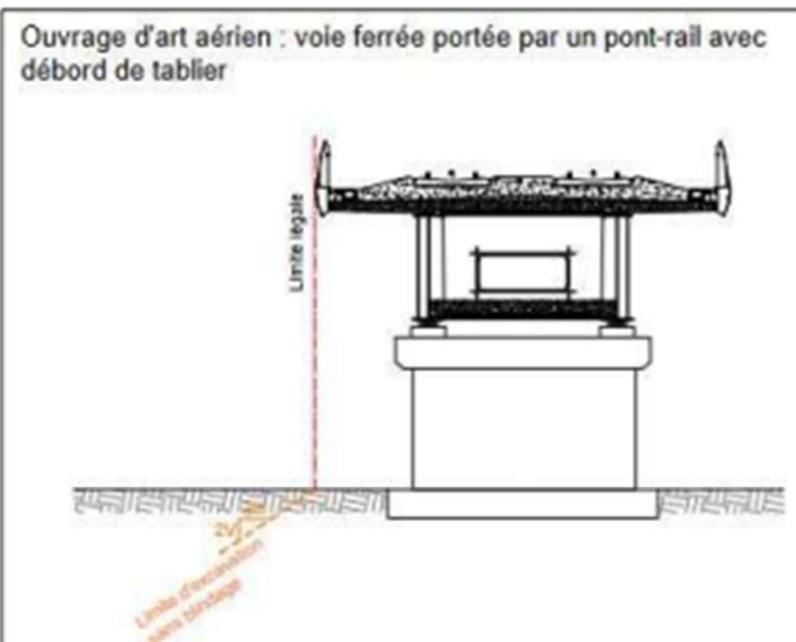 Ouvrage d'art aérien : voie ferrée portée par un pont-rail avec
débord de tablier
Limite légale
Limite d'excavation
sans blindage